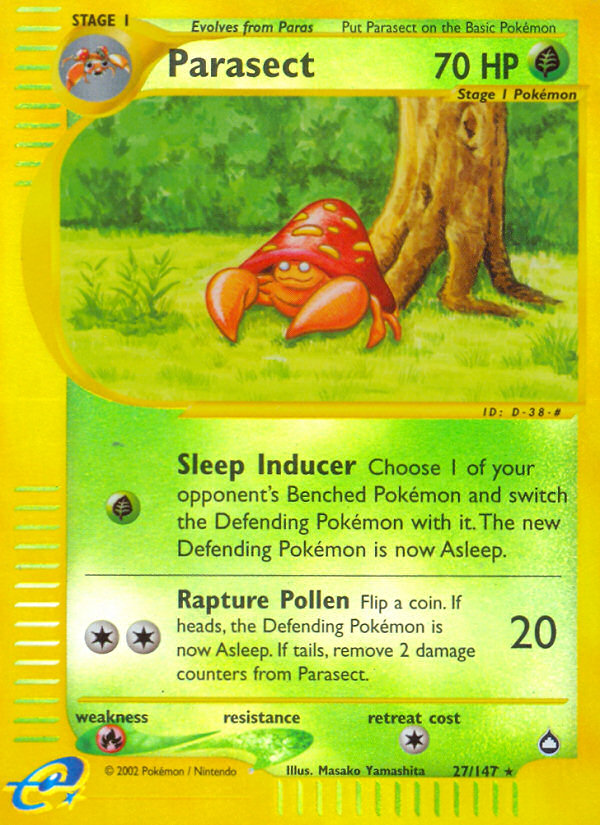 STAGE 1
Evolves from Paras
Put Parasect on the Basic Pokémon
Parasect
70 HP
Stage 1 Pokémon
ID: D-38-#
Sleep Inducer Choose 1 of your
opponent's Benched Pokémon and switch
the Defending Pokémon with it. The new
Defending Pokémon is now Asleep.
Rapture Pollen Flip a coin. If
heads, the Defending Pokémon is
now Asleep. If tails, remove 2 damage
counters from Parasect.
20
weakness
resistance
retreat cost
© 2002 Pokémon / Nintendo
Illus. Masako Yamashita
27/147 ★
e